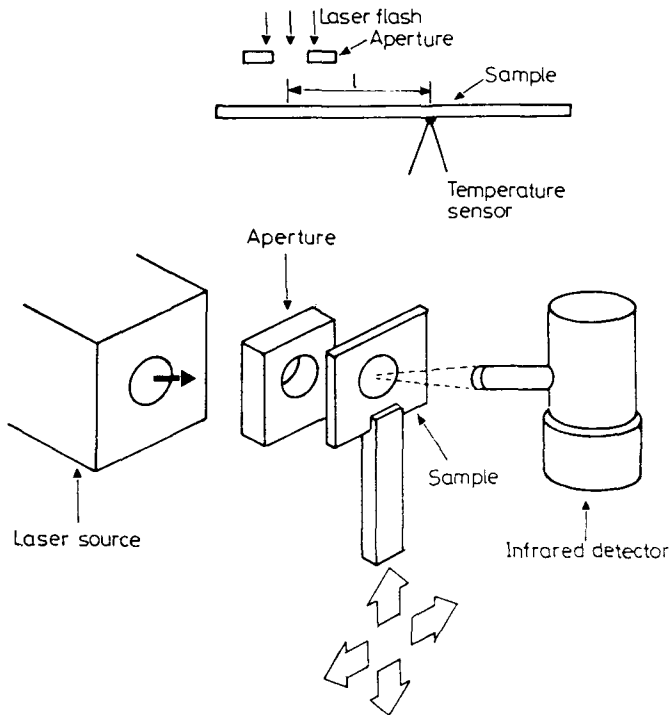 Laser flash
Aperture
l
Sample
Temperature
sensor
Aperture
Sample
Laser source
Infrared detector